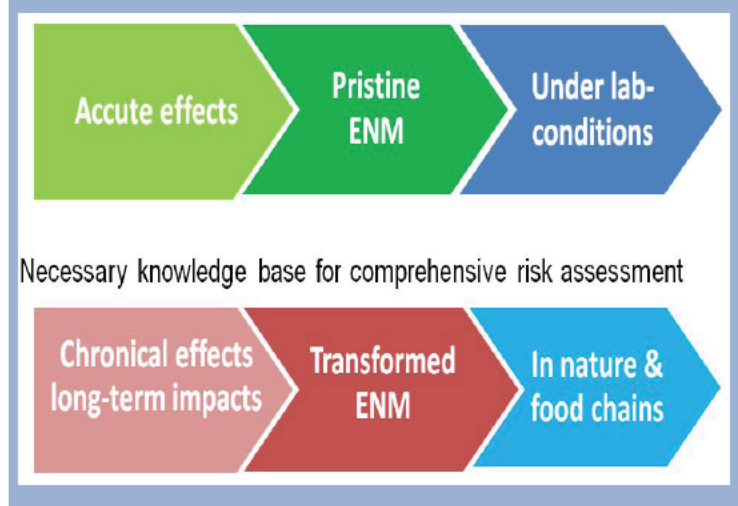 Accute effects
Pristine
ENM
Under lab-
conditions
Necessary knowledge base for comprehensive risk assessment
Chronical effects
long-term impacts
Transformed
ENM
In nature &
food chains